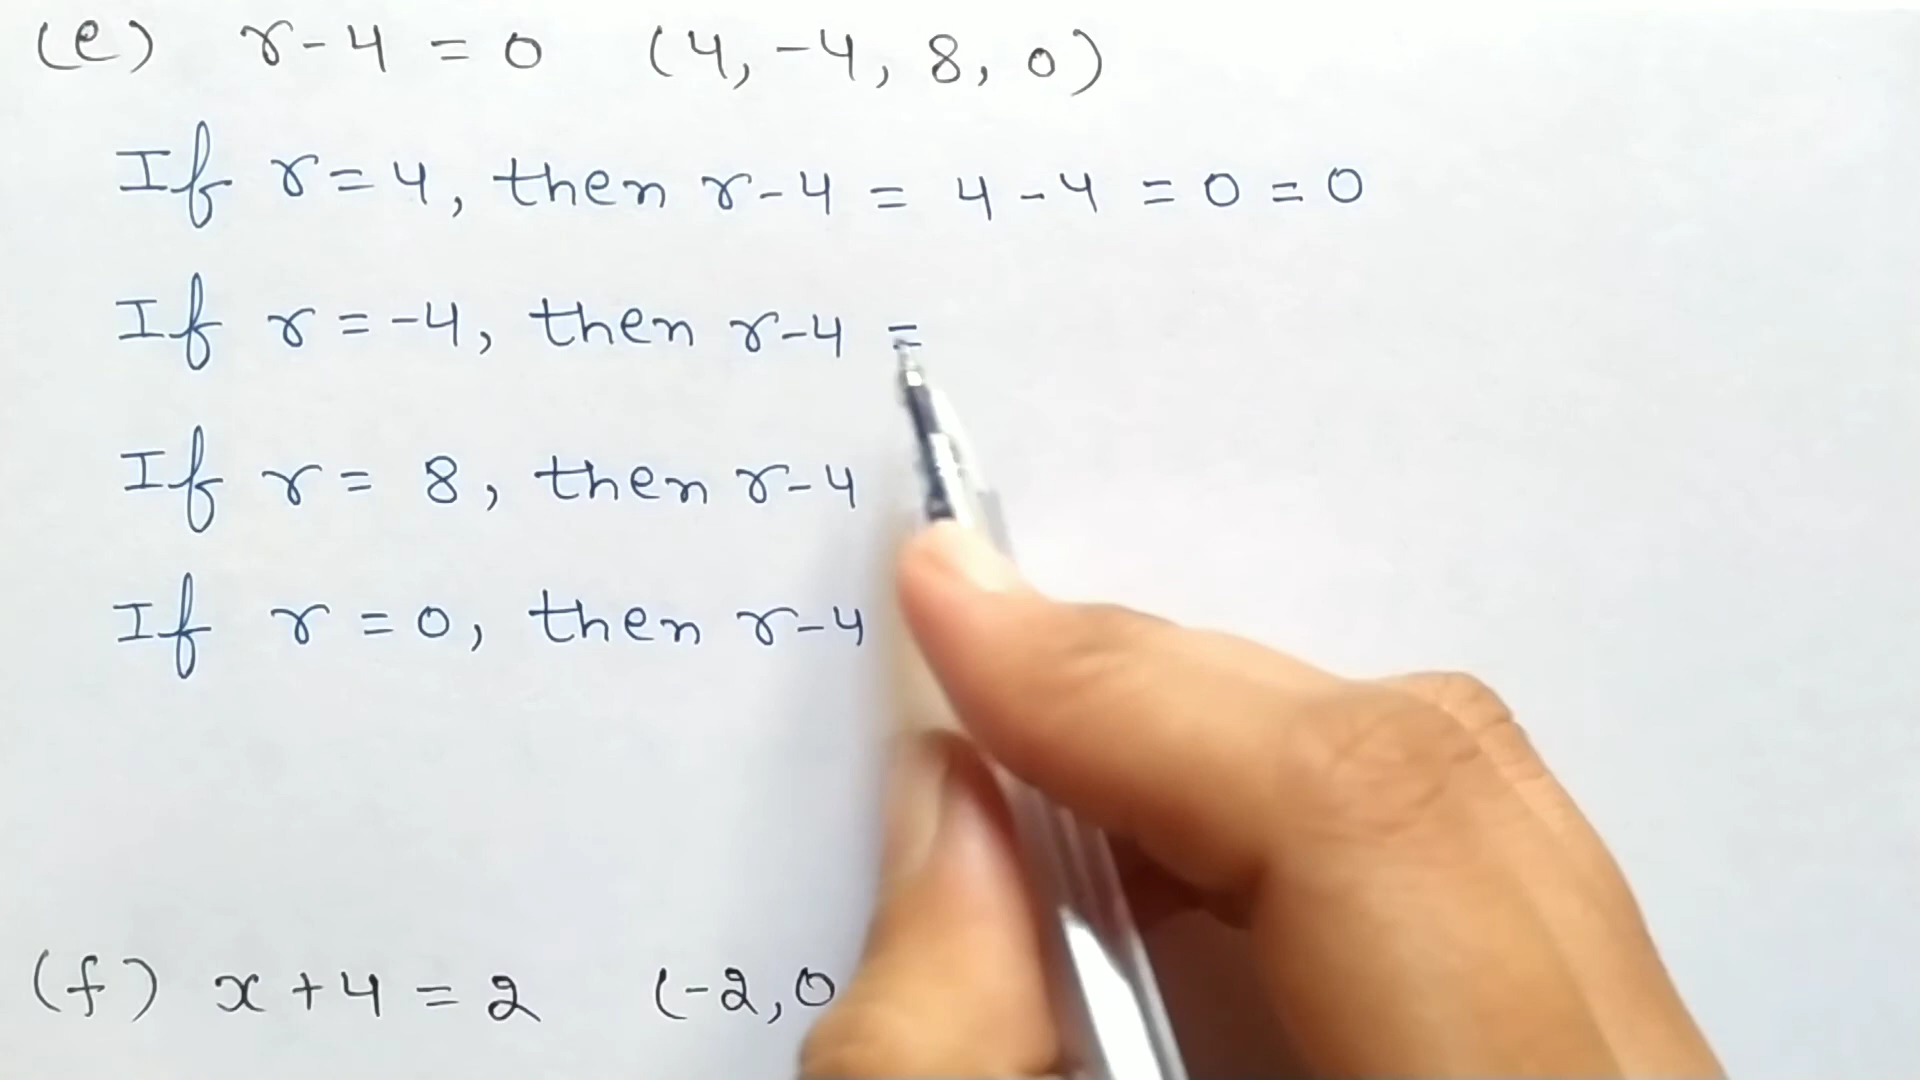 (e) r-4 = 0 (4, -4, 8, 0)
If r=4, then r-4 = 4-4 = 0 = 0
If r=-4, then r-4 =
If r= 8, then r-4
If r=0, then r-4
(f) x+4 = 2 (-2,0